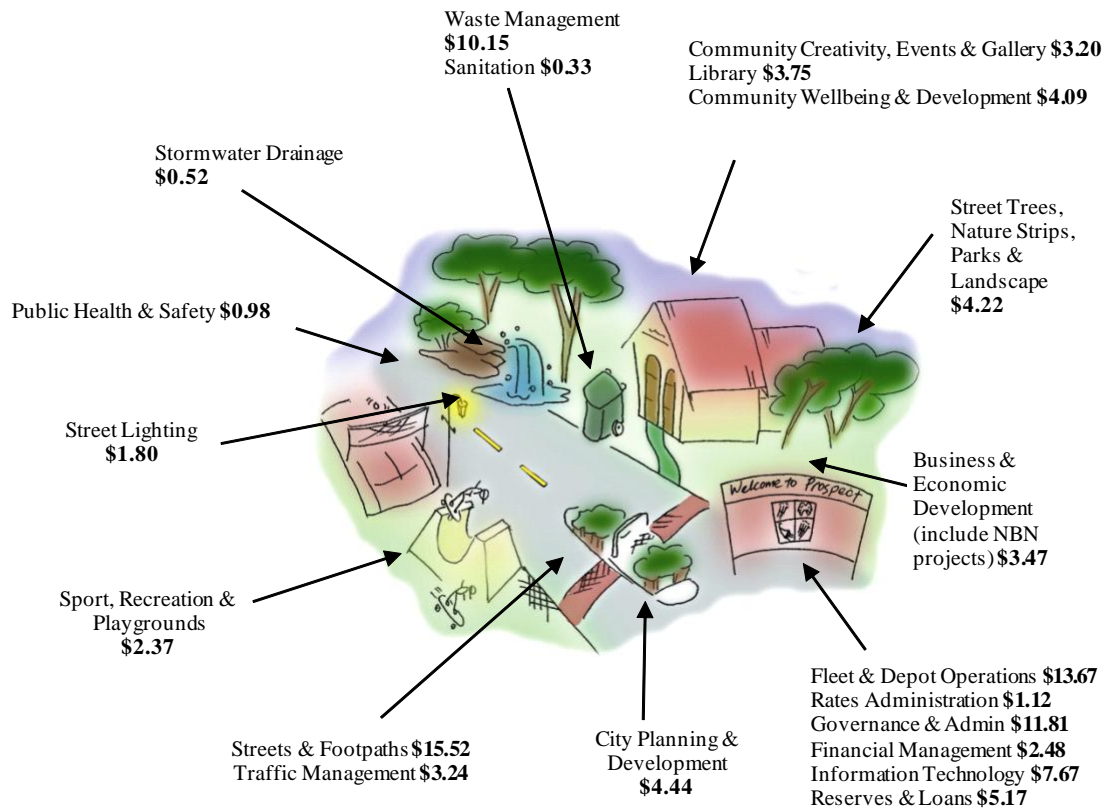 Waste Management
$10.15
Sanitation $0.33
Community Creativity, Events & Gallery $3.20
Library $3.75
Community Wellbeing & Development $4.09
Stormwater Drainage
$0.52
Street Trees,
Nature Strips,
Parks &
Landscape
$4.22
Public Health & Safety $0.98
Street Lighting
$1.80
Business &
Economic
Development
(include NBN
projects) $3.47
Welcome to Prospect
Sport, Recreation &
Playgrounds
$2.37
Streets & Footpaths $15.52
Traffic Management $3.24
City Planning &
Development
$4.44
Fleet & Depot Operations $13.67
Rates Administration $1.12
Governance & Admin $11.81
Financial Management $2.48
Information Technology $7.67
Reserves & Loans $5.17